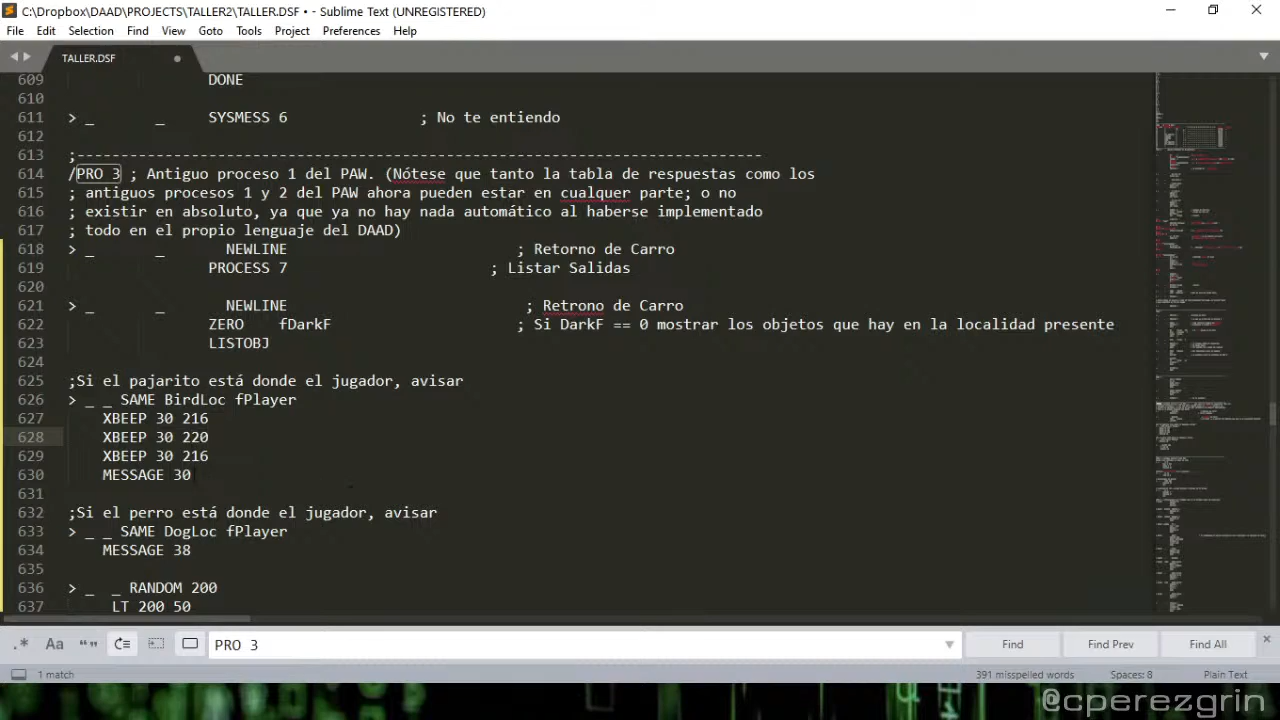 C:\Dropbox\DAAD\PROJECTS\TALLER2\TALLER.DSF • - Sublime Text (UNREGISTERED)
File Edit Selection Find View Goto Tools Project Preferences Help
TALLER.DSF
609 DONE
610
611 > _ _ SYSMESS 6 ; No te entiendo
612
613 ;-----------------------------------------------------------------------------
614 /PRO 3 ; Antiguo proceso 1 del PAW. (Nótese que tanto la tabla de respuestas como los
615 ; antiguos procesos 1 y 2 del PAW ahora pueden estar en cualquer parte; o no
616 ; existir en absoluto, ya que ya no hay nada automático al haberse implementado
617 ; todo en el propio lenguaje del DAAD)
618 > _ _ NEWLINE ; Retorno de Carro
619 PROCESS 7 ; Listar Salidas
620
621 > _ _ NEWLINE ; Retrono de Carro
622 ZERO fDarkF ; Si DarkF == 0 mostrar los objetos que hay en la localidad presente
623 LISTOBJ
624
625 ;Si el pajarito está donde el jugador, avisar
626 > _ _ SAME BirdLoc fPlayer
627 XBEEP 30 216
628 XBEEP 30 220
629 XBEEP 30 216
630 MESSAGE 30
631
632 ;Si el perro está donde el jugador, avisar
633 > _ _ SAME DogLoc fPlayer
634 MESSAGE 38
635
636 > _ _ RANDOM 200
637 LT 200 50
.* Aa “” PRO 3 Find Find Prev Find All
1 match 391 misspelled words Spaces: 8 Plain Text
@cperezgrin